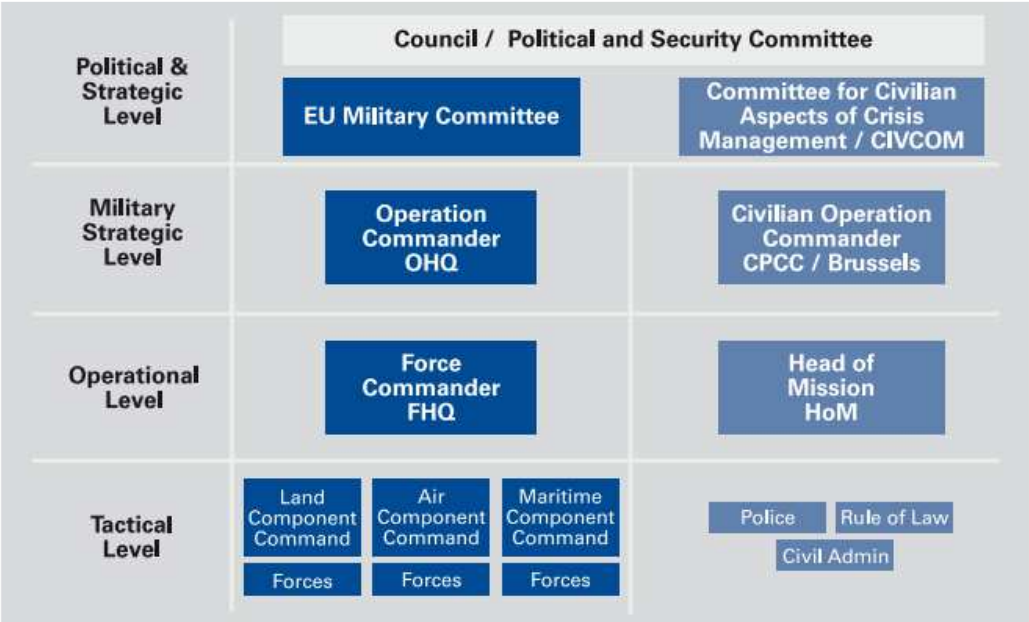 Council / Political and Security Committee
Political &
Strategic
Level
EU Military Committee
Committee for Civilian
Aspects of Crisis
Management / CIVCOM
Military
Strategic
Level
Operation
Commander
OHQ
Civilian Operation
Commander
CPCC / Brussels
Operational
Level
Force
Commander
FHQ
Head of
Mission
HoM
Tactical
Level
Land
Component
Command
Air
Component
Command
Maritime
Component
Command
Forces
Forces
Forces
Police
Rule of Law
Civil Admin